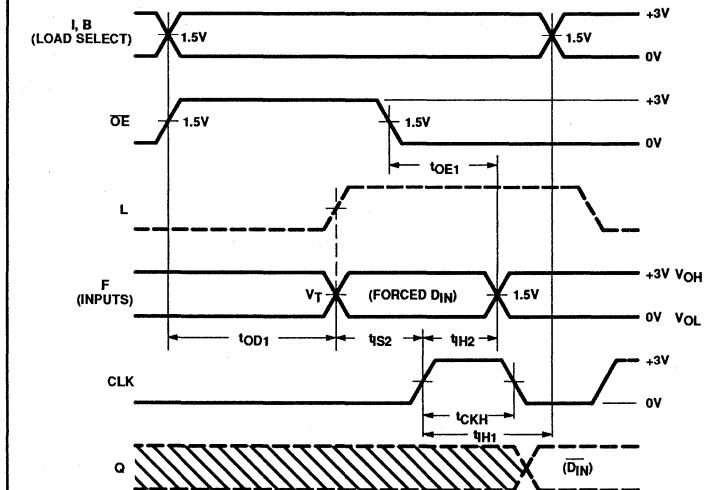 +3V
I, B
(LOAD SELECT)
1.5V
1.5V
0V
+3V
OE
1.5V
1.5V
0V
tOE1
L
F
(INPUTS)
VT
(FORCED DIN)
1.5V
+3V VOH
0V VOL
tOD1
tIS2
tIH2
+3V
CLK
0V
tCKH
tIH1
Q
(DIN)